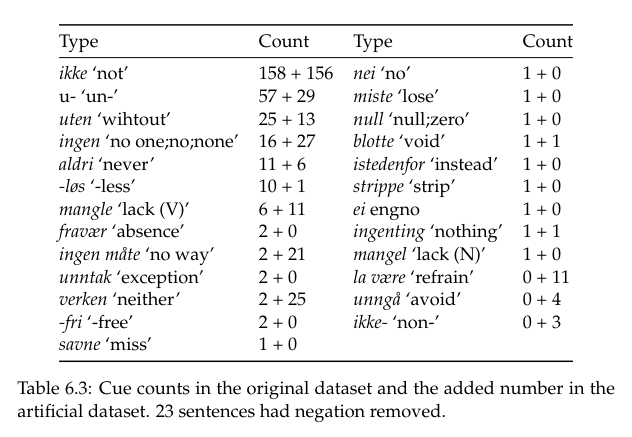 Type Count Type Count
ikke ‘not’ 158 + 156 nei ‘no’ 1 + 0
u- ‘un-’ 57 + 29 miste ‘lose’ 1 + 0
uten ‘wihtout’ 25 + 13 null ‘null;zero’ 1 + 0
ingen ‘no one;no;none’ 16 + 27 blotte ‘void’ 1 + 1
aldri ‘never’ 11 + 6 istedenfor ‘instead’ 1 + 0
-løs ‘-less’ 10 + 1 strippe ‘strip’ 1 + 0
mangle ‘lack (V)’ 6 + 11 ei engno 1 + 0
fravær ‘absence’ 2 + 0 ingenting ‘nothing’ 1 + 1
ingen måte ‘no way’ 2 + 21 mangel ‘lack (N)’ 1 + 0
unntak ‘exception’ 2 + 0 la være ‘refrain’ 0 + 11
verken ‘neither’ 2 + 25 unngå ‘avoid’ 0 + 4
-fri ‘-free’ 2 + 0 ikke- ‘non-’ 0 + 3
savne ‘miss’ 1 + 0
Table 6.3: Cue counts in the original dataset and the added number in the
artificial dataset. 23 sentences had negation removed.